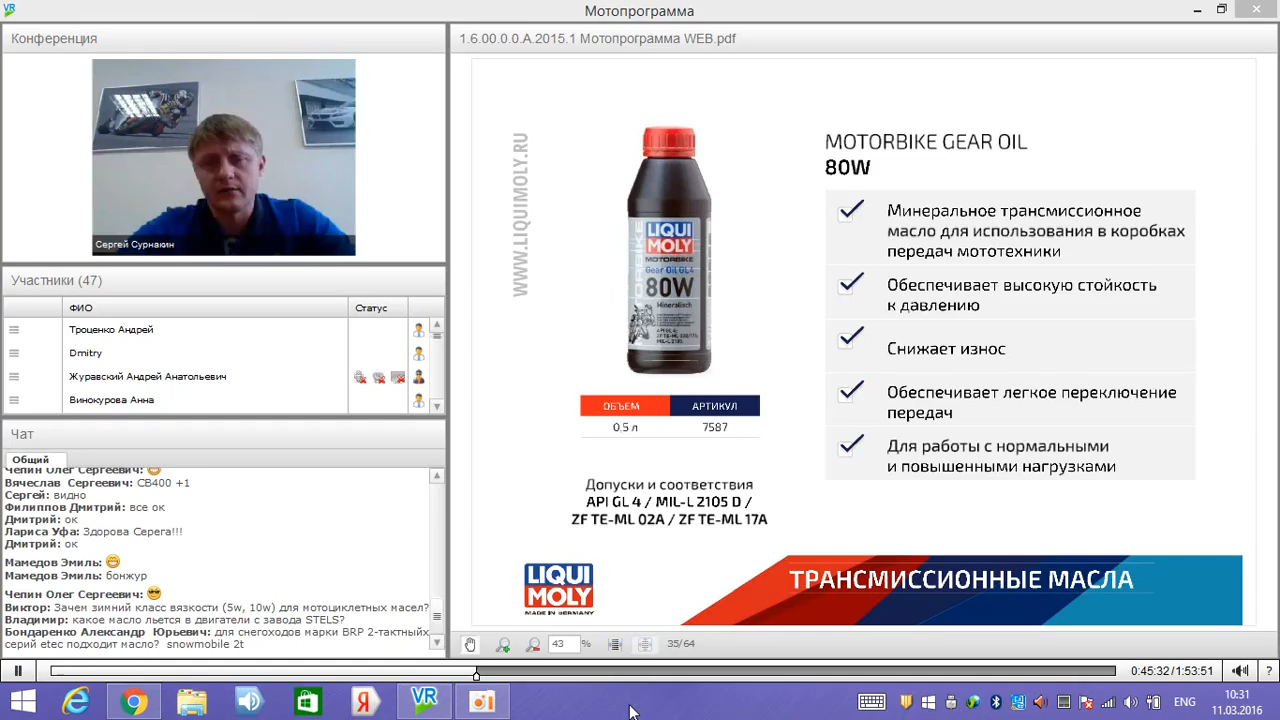 Мотопрограмма
Конференция
Сергей Сурнакин
Участники (47)
ФИО Статус
Троценко Андрей
Dmitry
Журавский Андрей Анатольевич
Винокурова Анна
Чат
Общий
Чепин Олег Сергеевич:
Вячеслав Сергеевич: CB400 +1
Сергей: видно
Филиппов Дмитрий: все ок
Дмитрий: ок
Лариса Уфа: Здорова Серега!!!
Дмитрий: ок
Мамедов Эмиль:
Мамедов Эмиль: бонжур
Чепин Олег Сергеевич:
Виктор: Зачем зимний класс вязкости (5w, 10w) для мотоциклетных масел?
Владимир: какое масло льется в двигатели с завода STELS?
Бондаренко Александр Юрьевич: для снегоходов марки BRP 2-тактныйх
серий etec подходит масло? snowmobile 2t
1.6.00.0.0.A.2015.1 Мотопрограмма WEB.pdf
WWW.LIQUIMOLY.RU
LIQUI
MOLY
MOTORBIKE
Gear Oil GL4
80W
Mineralisch
ОБЪЕМ АРТИКУЛ
0.5 л 7587
Допуски и соответствия
API GL 4 / MIL-L 2105 D /
ZF TE-ML 02A / ZF TE-ML 17A
MOTORBIKE GEAR OIL
80W
Минеральное трансмиссионное
масло для использования в коробках
передач мототехники
Обеспечивает высокую стойкость
к давлению
Снижает износ
Обеспечивает легкое переключение
передач
Для работы с нормальными
и повышенными нагрузками
LIQUI
MOLY
MADE IN GERMANY
ТРАНСМИССИОННЫЕ МАСЛА
43 % 35/64
0:45:32 / 1:53:51
?
VR
ENG
10:31
11.03.2016